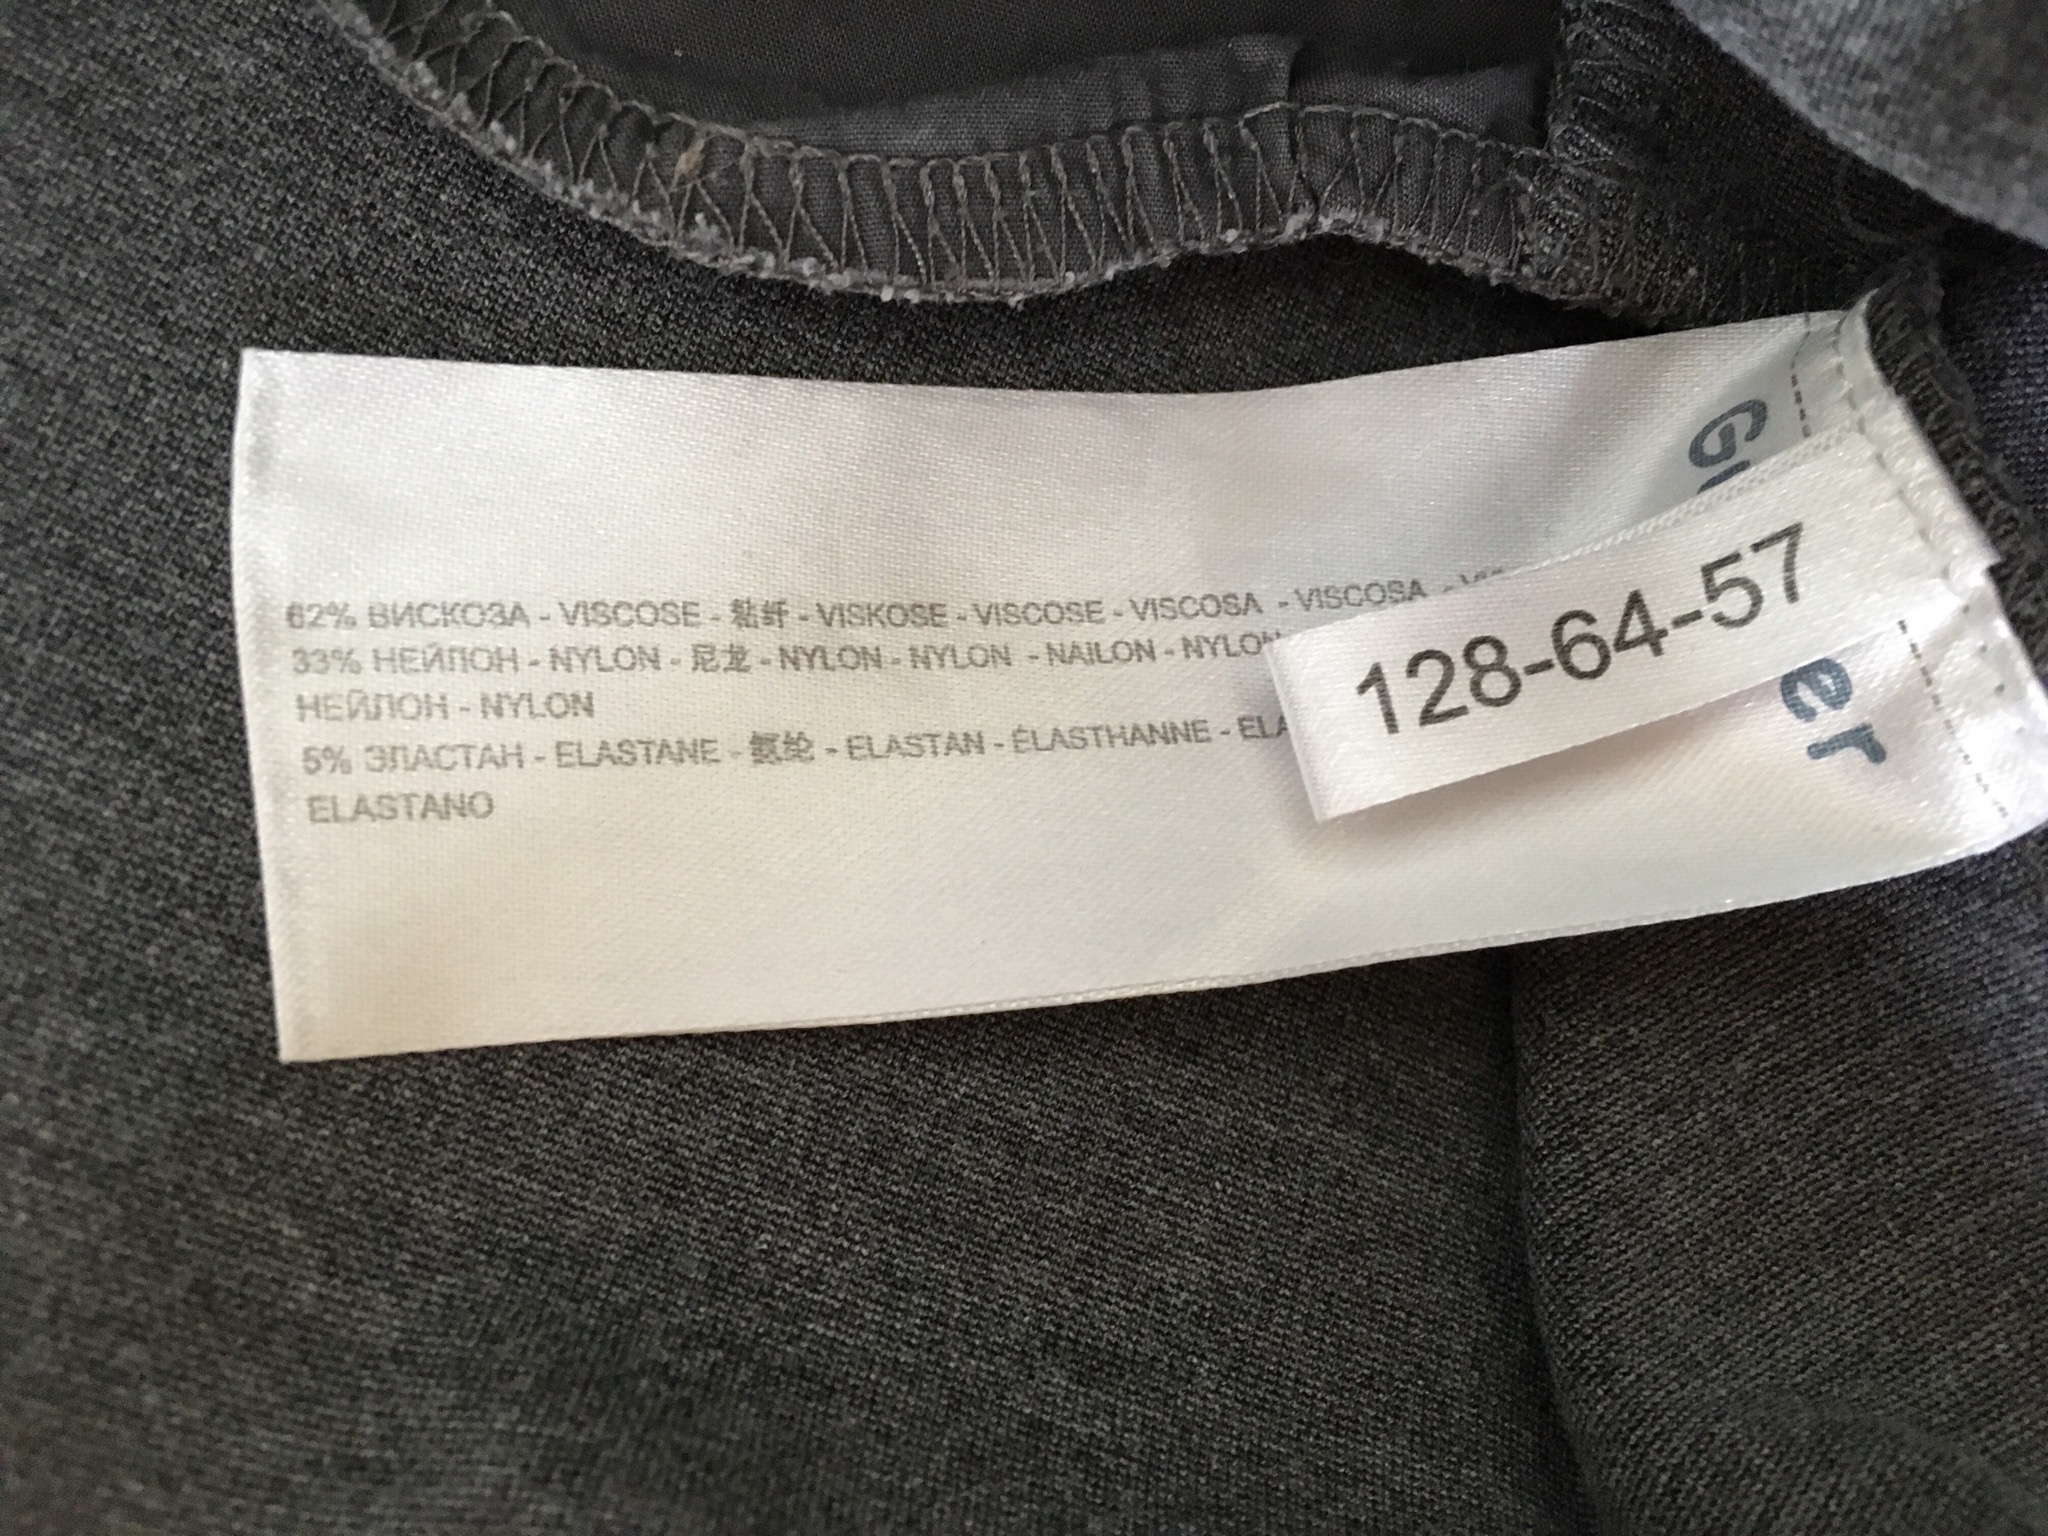 62% ВИСКОЗА - VISCOSE - 粘纤 - VISKOSE - VISCOSE - VISCOSA - VISCOSA -
33% НЕЙЛОН - NYLON - 尼龙 - NYLON - NYLON - NAILON -
НЕЙЛОН - NYLON
5% ЭЛАСТАН - ELASTANE - 氨纶 - ELASTAN - ÉLASTHANNE -
ELASTANO
128-64-57